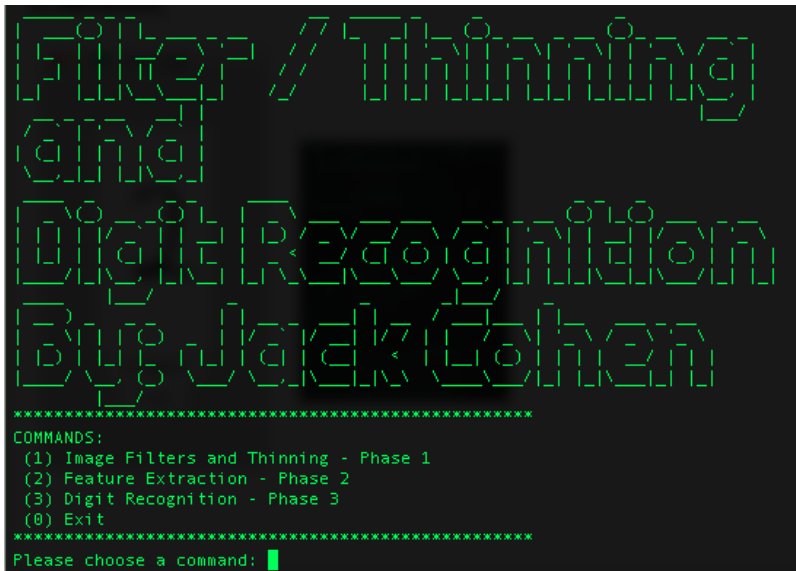 Filter / Thinning
and
Digit Recognition
By: Jack Cohen
***************************************************
COMMANDS:
(1) Image Filters and Thinning - Phase 1
(2) Feature Extraction - Phase 2
(3) Digit Recognition - Phase 3
(0) Exit
***************************************************
Please choose a command: